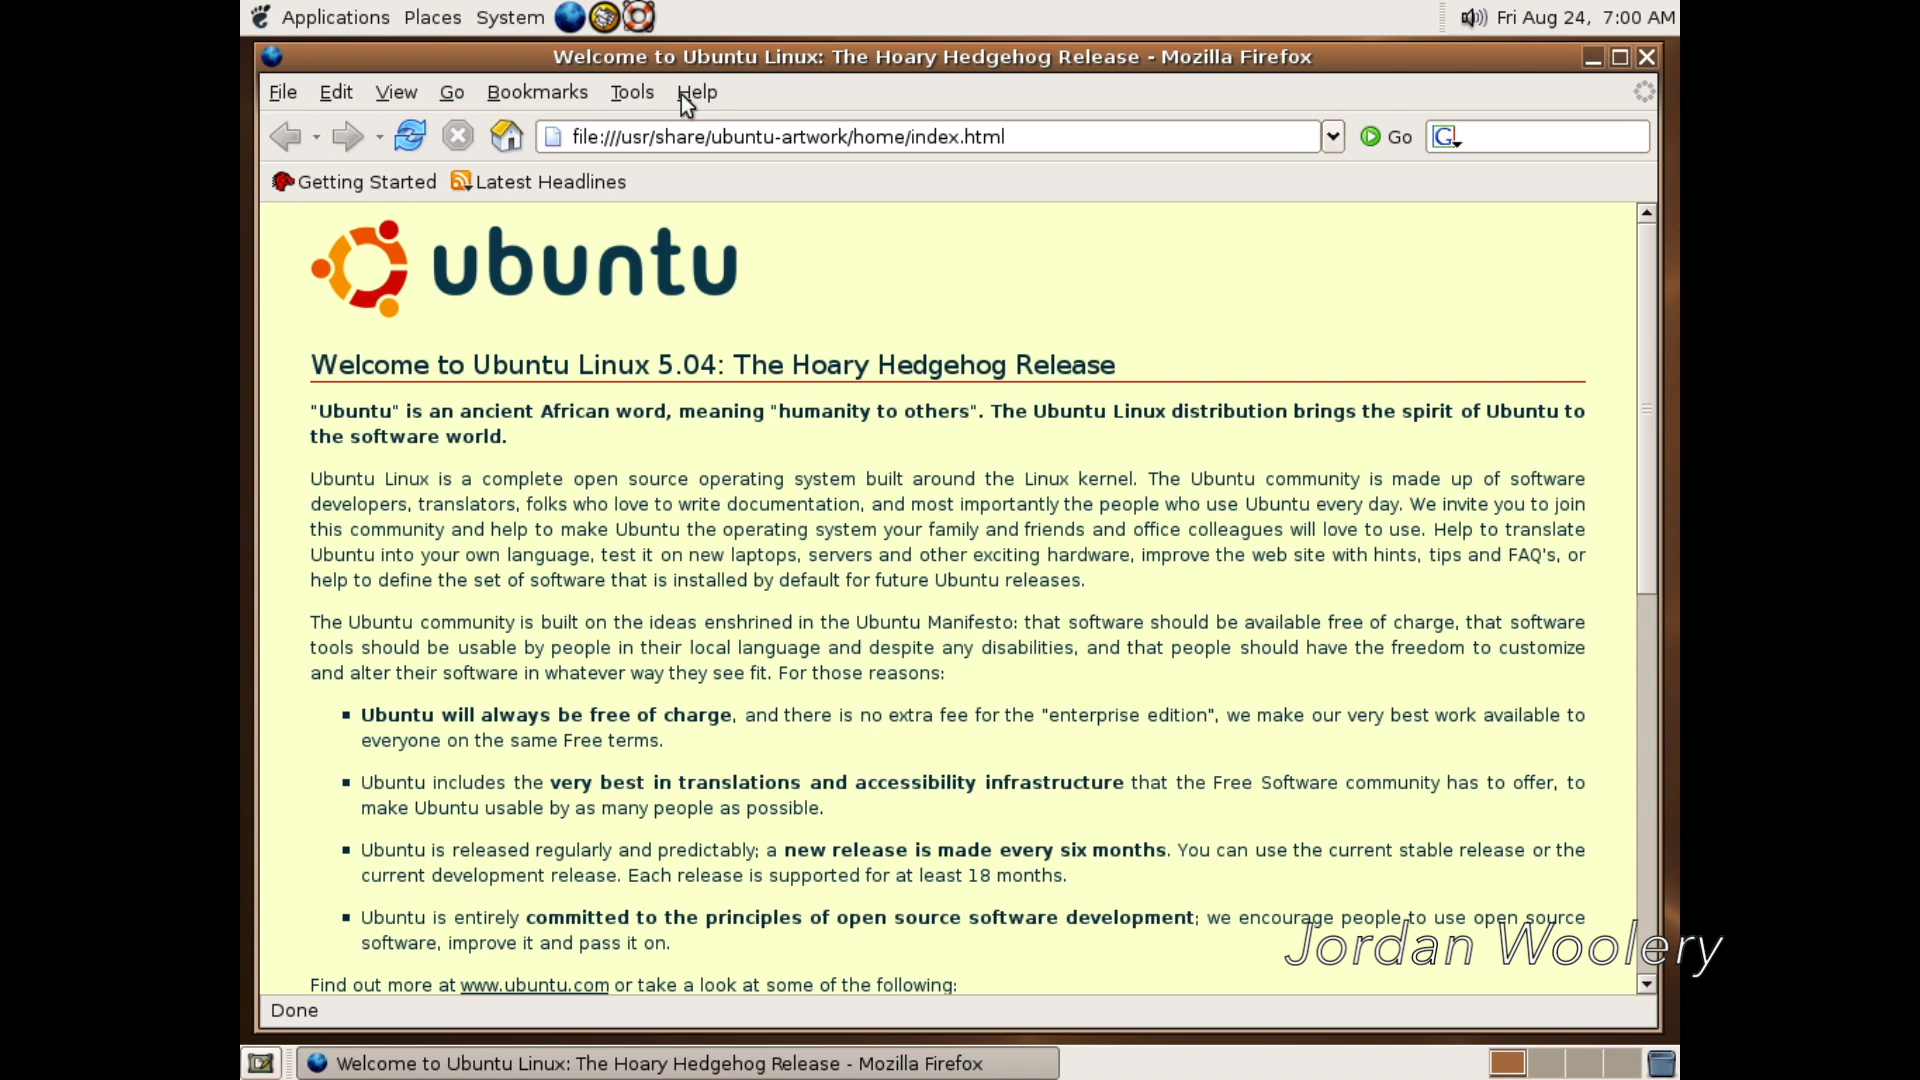 Applications Places System Fri Aug 24, 7:00 AM
Welcome to Ubuntu Linux: The Hoary Hedgehog Release - Mozilla Firefox
File Edit View Go Bookmarks Tools Help
file:///usr/share/ubuntu-artwork/home/index.html Go G
Getting Started Latest Headlines
ubuntu
Welcome to Ubuntu Linux 5.04: The Hoary Hedgehog Release
"Ubuntu" is an ancient African word, meaning "humanity to others". The Ubuntu Linux distribution brings the spirit of Ubuntu to
the software world.
Ubuntu Linux is a complete open source operating system built around the Linux kernel. The Ubuntu community is made up of software
developers, translators, folks who love to write documentation, and most importantly the people who use Ubuntu every day. We invite you to join
this community and help to make Ubuntu the operating system your family and friends and office colleagues will love to use. Help to translate
Ubuntu into your own language, test it on new laptops, servers and other exciting hardware, improve the web site with hints, tips and FAQ's, or
help to define the set of software that is installed by default for future Ubuntu releases.
The Ubuntu community is built on the ideas enshrined in the Ubuntu Manifesto: that software should be available free of charge, that software
tools should be usable by people in their local language and despite any disabilities, and that people should have the freedom to customize
and alter their software in whatever way they see fit. For those reasons:
Ubuntu will always be free of charge, and there is no extra fee for the "enterprise edition", we make our very best work available to
everyone on the same Free terms.
Ubuntu includes the very best in translations and accessibility infrastructure that the Free Software community has to offer, to
make Ubuntu usable by as many people as possible.
Ubuntu is released regularly and predictably; a new release is made every six months. You can use the current stable release or the
current development release. Each release is supported for at least 18 months.
Ubuntu is entirely committed to the principles of open source software development; we encourage people to use open source
software, improve it and pass it on.
Jordan Woolery
Find out more at www.ubuntu.com or take a look at some of the following:
Done
Welcome to Ubuntu Linux: The Hoary Hedgehog Release - Mozilla Firefox